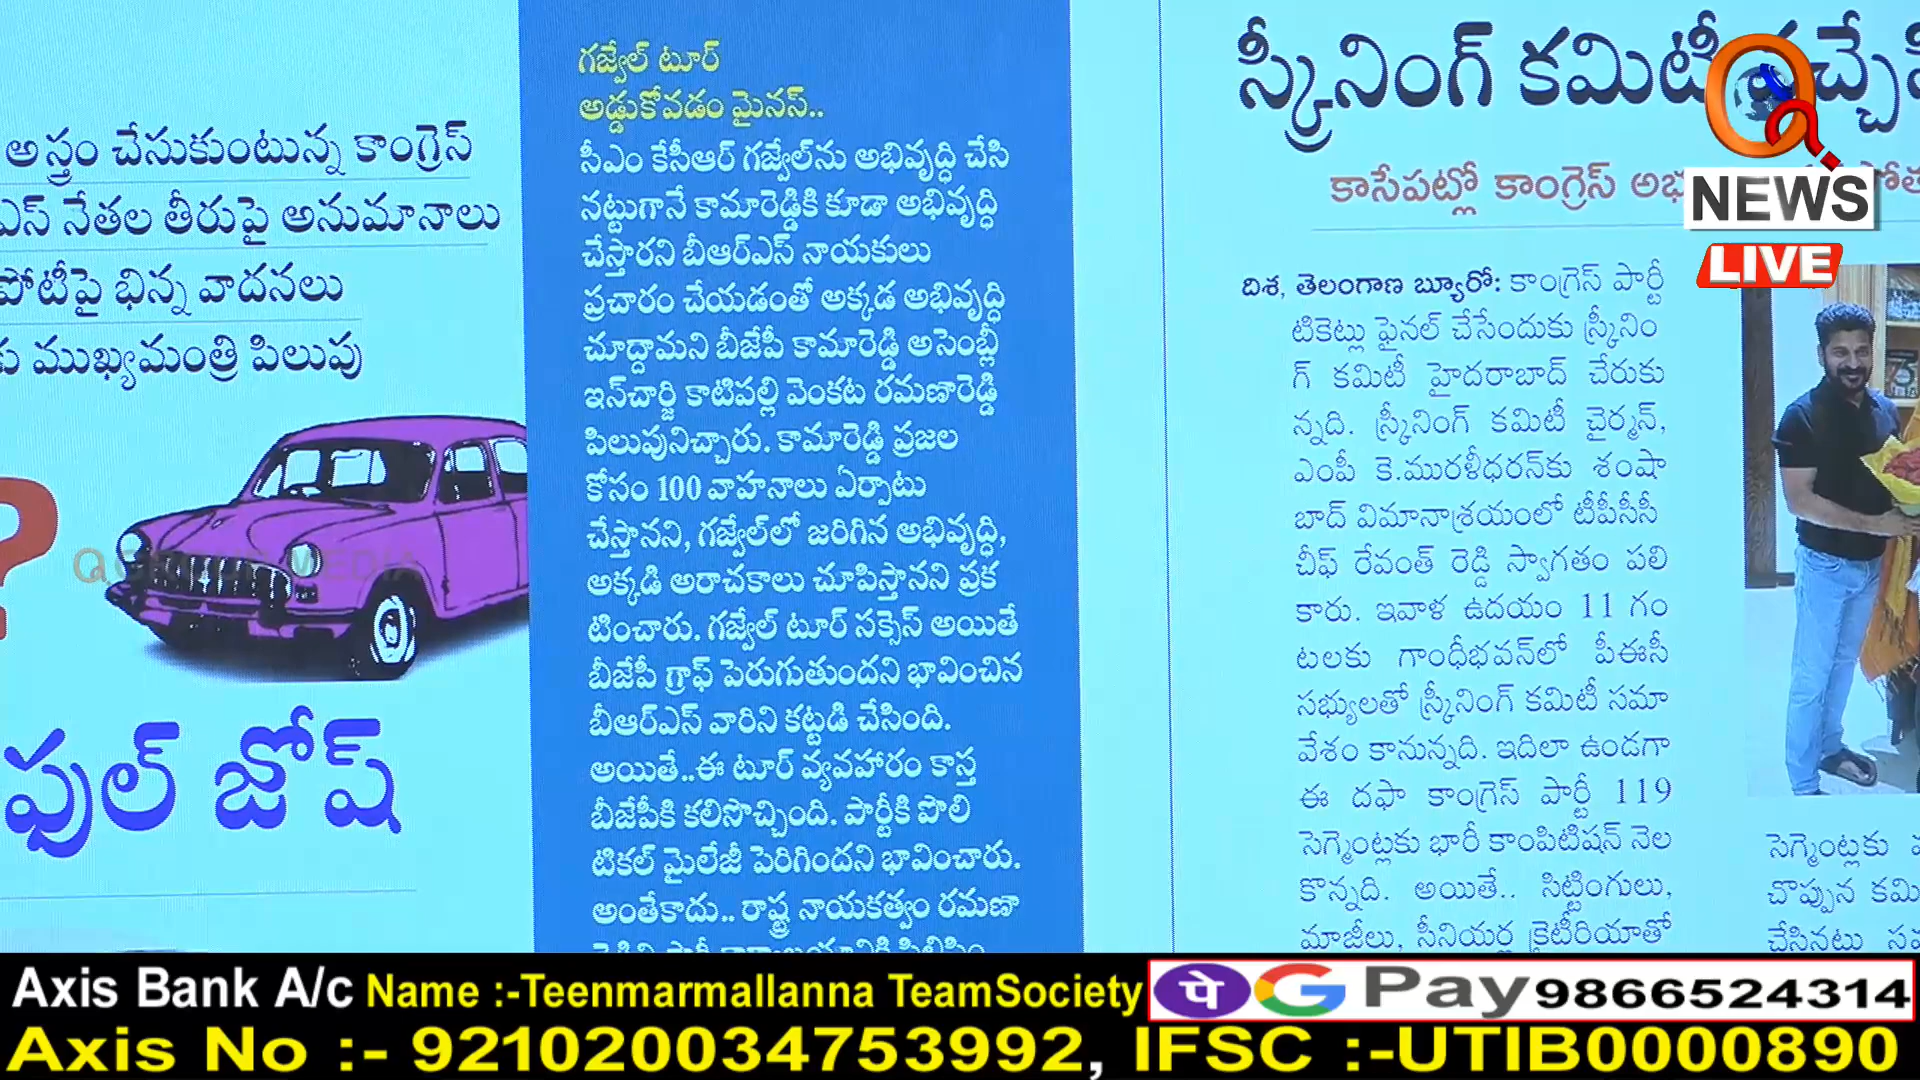 అస్త్రం చేసుకుంటున్న కాంగ్రెస్
నేతల తీరుపై అనుమానాలు
పోటీపై భిన్న వాదనలు
ముఖ్యమంత్రి పిలుపు
?
ఫుల్ జోష్
గజ్వేల్ టూర్
అడ్డుకోవడం మైనస్..
సీఎం కేసీఆర్ గజ్వేల్‌ను అభివృద్ధి చేసి
నట్టుగానే కామారెడ్డికి కూడా అభివృద్ధి
చేస్తారని బీఆర్ఎస్ నాయకులు
ప్రచారం చేయడంతో అక్కడ అభివృద్ధి
చూద్దామని బీజేపీ కామారెడ్డి అసెంబ్లీ
ఇన్‌చార్జి కాటిపల్లి వెంకట రమణారెడ్డి
పిలుపునిచ్చారు. కామారెడ్డి ప్రజల
కోసం 100 వాహనాలు ఏర్పాటు
చేస్తానని, గజ్వేల్‌లో జరిగిన అభివృద్ధి,
అక్కడి అరాచకాలు చూపిస్తానని ప్రక
టించారు. గజ్వేల్ టూర్ సక్సెస్ అయితే
బీజేపీ గ్రాఫ్ పెరుగుతుందని భావించిన
బీఆర్ఎస్ వారిని కట్టడి చేసింది.
అయితే..ఈ టూర్ వ్యవహారం కాస్త
బీజేపీకి కలిసొచ్చింది. పార్టీకి పొలి
టికల్ మైలేజీ పెరిగిందని భావించారు.
అంతేకాదు.. రాష్ట్ర నాయకత్వం రమణా
స్క్రీనింగ్ కమిటీ
కాసేపట్లో కాంగ్రెస్
దిశ, తెలంగాణ బ్యూరో: కాంగ్రెస్ పార్టీ
టికెట్లు ఫైనల్ చేసేందుకు స్క్రీనిం
గ్ కమిటీ హైదరాబాద్ చేరుకు
న్నది. స్క్రీనింగ్ కమిటీ చైర్మన్,
ఎంపీ కె.మురళీధరన్‌కు శంషా
బాద్ విమానాశ్రయంలో టీపీసీసీ
చీఫ్ రేవంత్ రెడ్డి స్వాగతం పలి
కారు. ఇవాళ ఉదయం 11 గం
టలకు గాంధీభవన్‌లో పీఈసీ
సభ్యులతో స్క్రీనింగ్ కమిటీ సమా
వేశం కానున్నది. ఇదిలా ఉండగా
ఈ దఫా కాంగ్రెస్ పార్టీ 119
సెగ్మెంట్లకు భారీ కాంపిటిషన్ నెల
కొన్నది. అయితే.. సిట్టింగులు,
మాజీలు, సీనియర్ల క్రైటీరియాతో
సెగ్మెంట్లకు
చొప్పున
చేసినట్లు
Q
NEWS
LIVE
Axis Bank A/c Name :-Teenmarmallanna TeamSociety पे G Pay 9866524314
Axis No :- 921020034753992, IFSC :-UTIB0000890